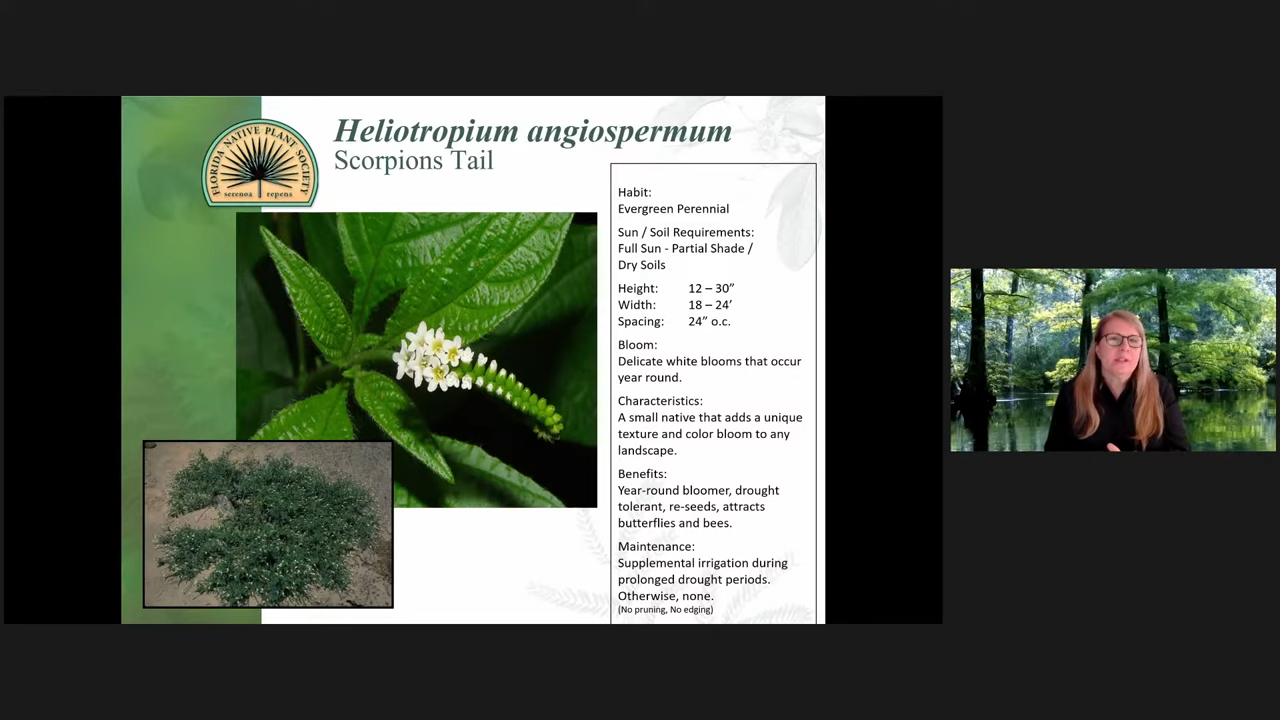 Heliotropium angiospermum
Scorpions Tail
FLORIDA NATIVE PLANT SOCIETY
serenoa repens
Habit:
Evergreen Perennial
Sun / Soil Requirements:
Full Sun - Partial Shade /
Dry Soils
Height: 12 – 30”
Width: 18 – 24’
Spacing: 24” o.c.
Bloom:
Delicate white blooms that occur
year round.
Characteristics:
A small native that adds a unique
texture and color bloom to any
landscape.
Benefits:
Year-round bloomer, drought
tolerant, re-seeds, attracts
butterflies and bees.
Maintenance:
Supplemental irrigation during
prolonged drought periods.
Otherwise, none.
(No pruning, No edging)